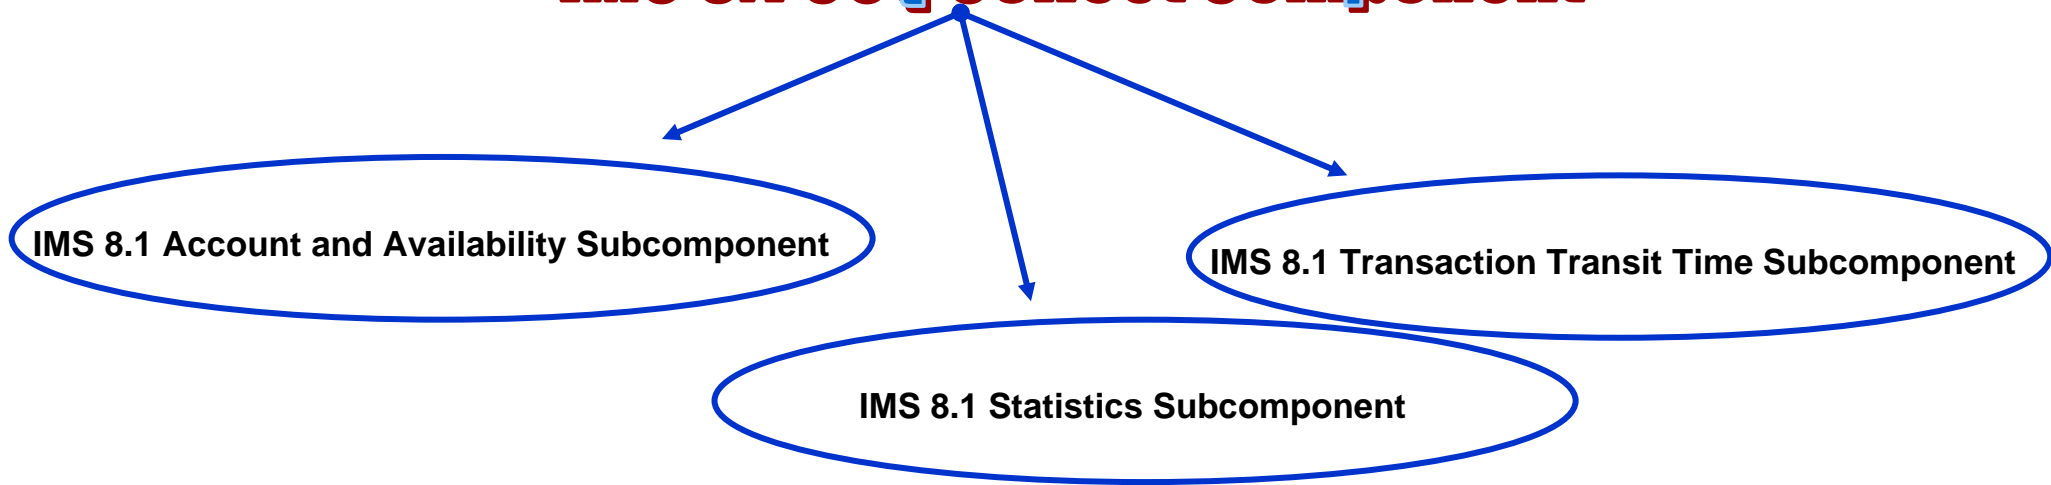 Component
IMS 8.1 Account and Availability Subcomponent
IMS 8.1 Transaction Transit Time Subcomponent
IMS 8.1 Statistics Subcomponent